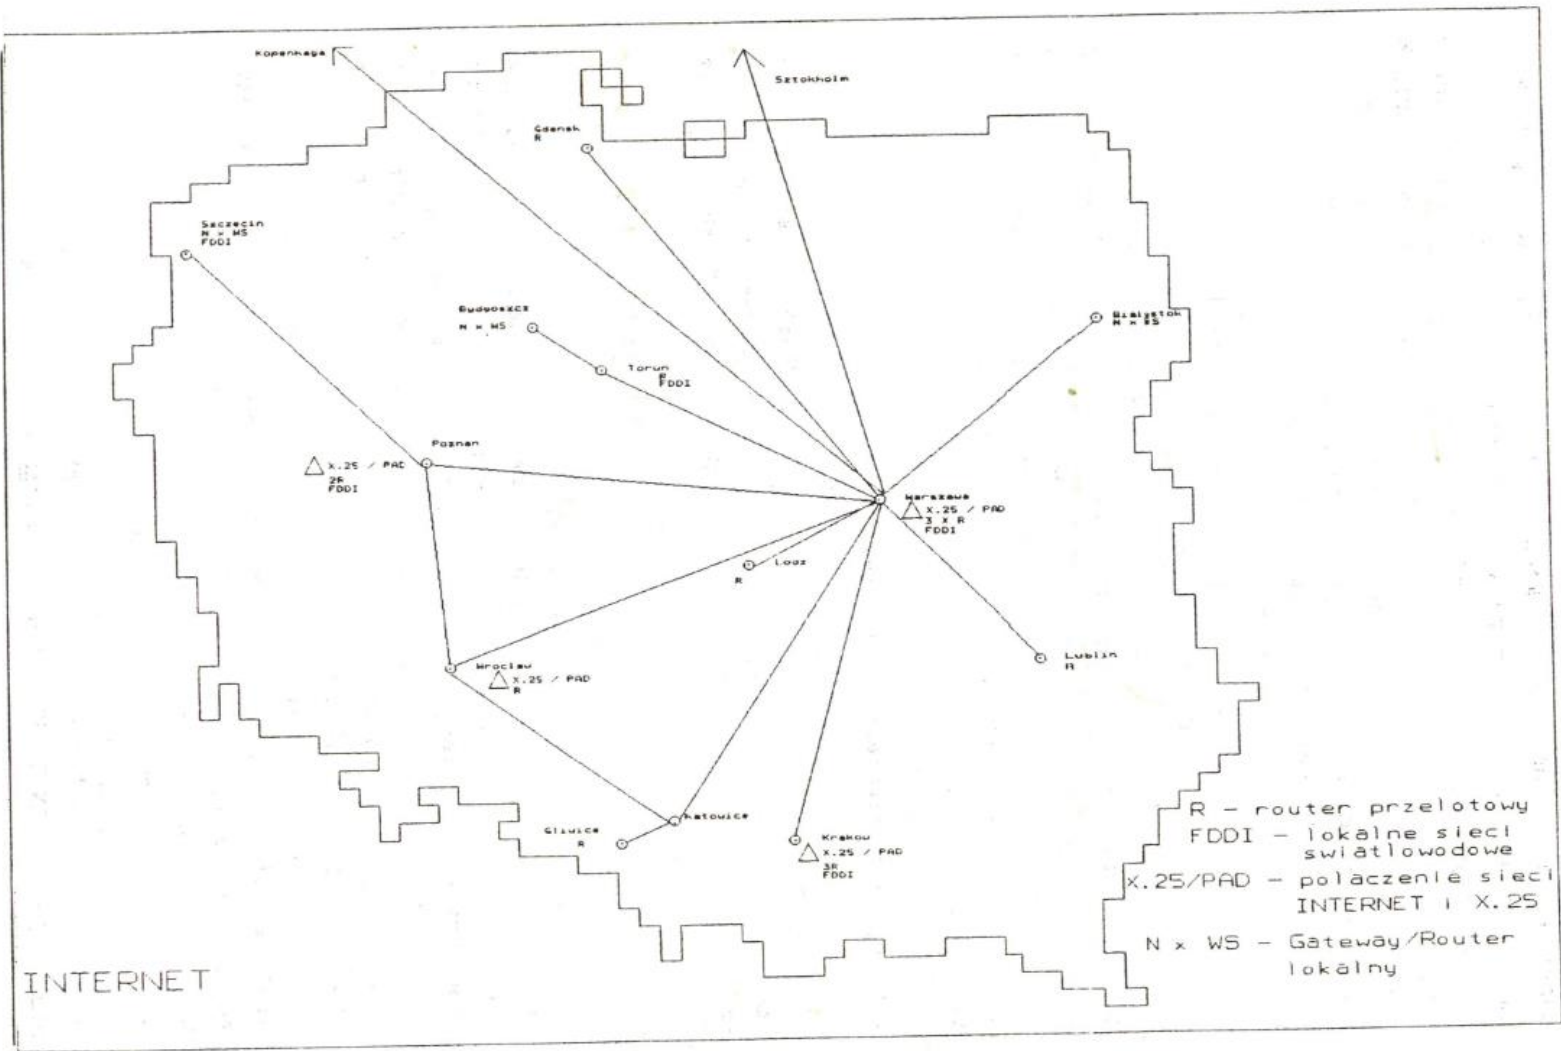 Kopenhaga
Sztokholm
Gdansk
R
Szczecin
N x WS
FDDI
Bydgoszcz
N x WS
Bialystok
N x WS
Torun
R
FDDI
Poznan
X.25 / PAD
2R
FDDI
Warszawa
X.25 / PAD
3 X R
FDDI
Lodz
R
Wroclaw
X.25 / PAD
R
Lublin
R
Katowice
Gliwice
R
Krakow
X.25 / PAD
3R
FDDI
R - router przelotowy
FDDI - lokalne sieci
swiatlowodowe
X.25/PAD - polaczenie sieci
INTERNET i X.25
N x WS - Gateway/Router
lokalny
INTERNET